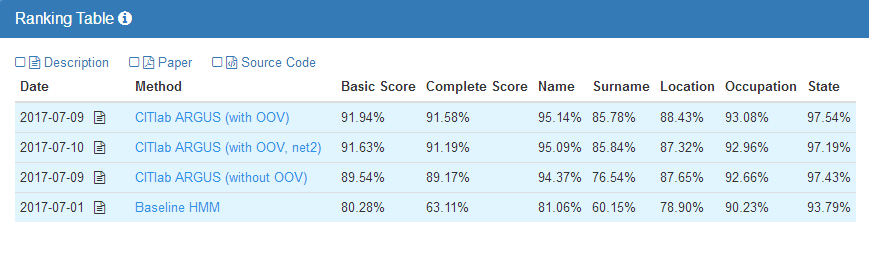 Ranking Table
Description Paper Source Code
Date Method Basic Score Complete Score Name Surname Location Occupation State
2017-07-09 CITlab ARGUS (with OOV) 91.94% 91.58% 95.14% 85.78% 88.43% 93.08% 97.54%
2017-07-10 CITlab ARGUS (with OOV, net2) 91.63% 91.19% 95.09% 85.84% 87.32% 92.96% 97.19%
2017-07-09 CITlab ARGUS (without OOV) 89.54% 89.17% 94.37% 76.54% 87.65% 92.66% 97.43%
2017-07-01 Baseline HMM 80.28% 63.11% 81.06% 60.15% 78.90% 90.23% 93.79%